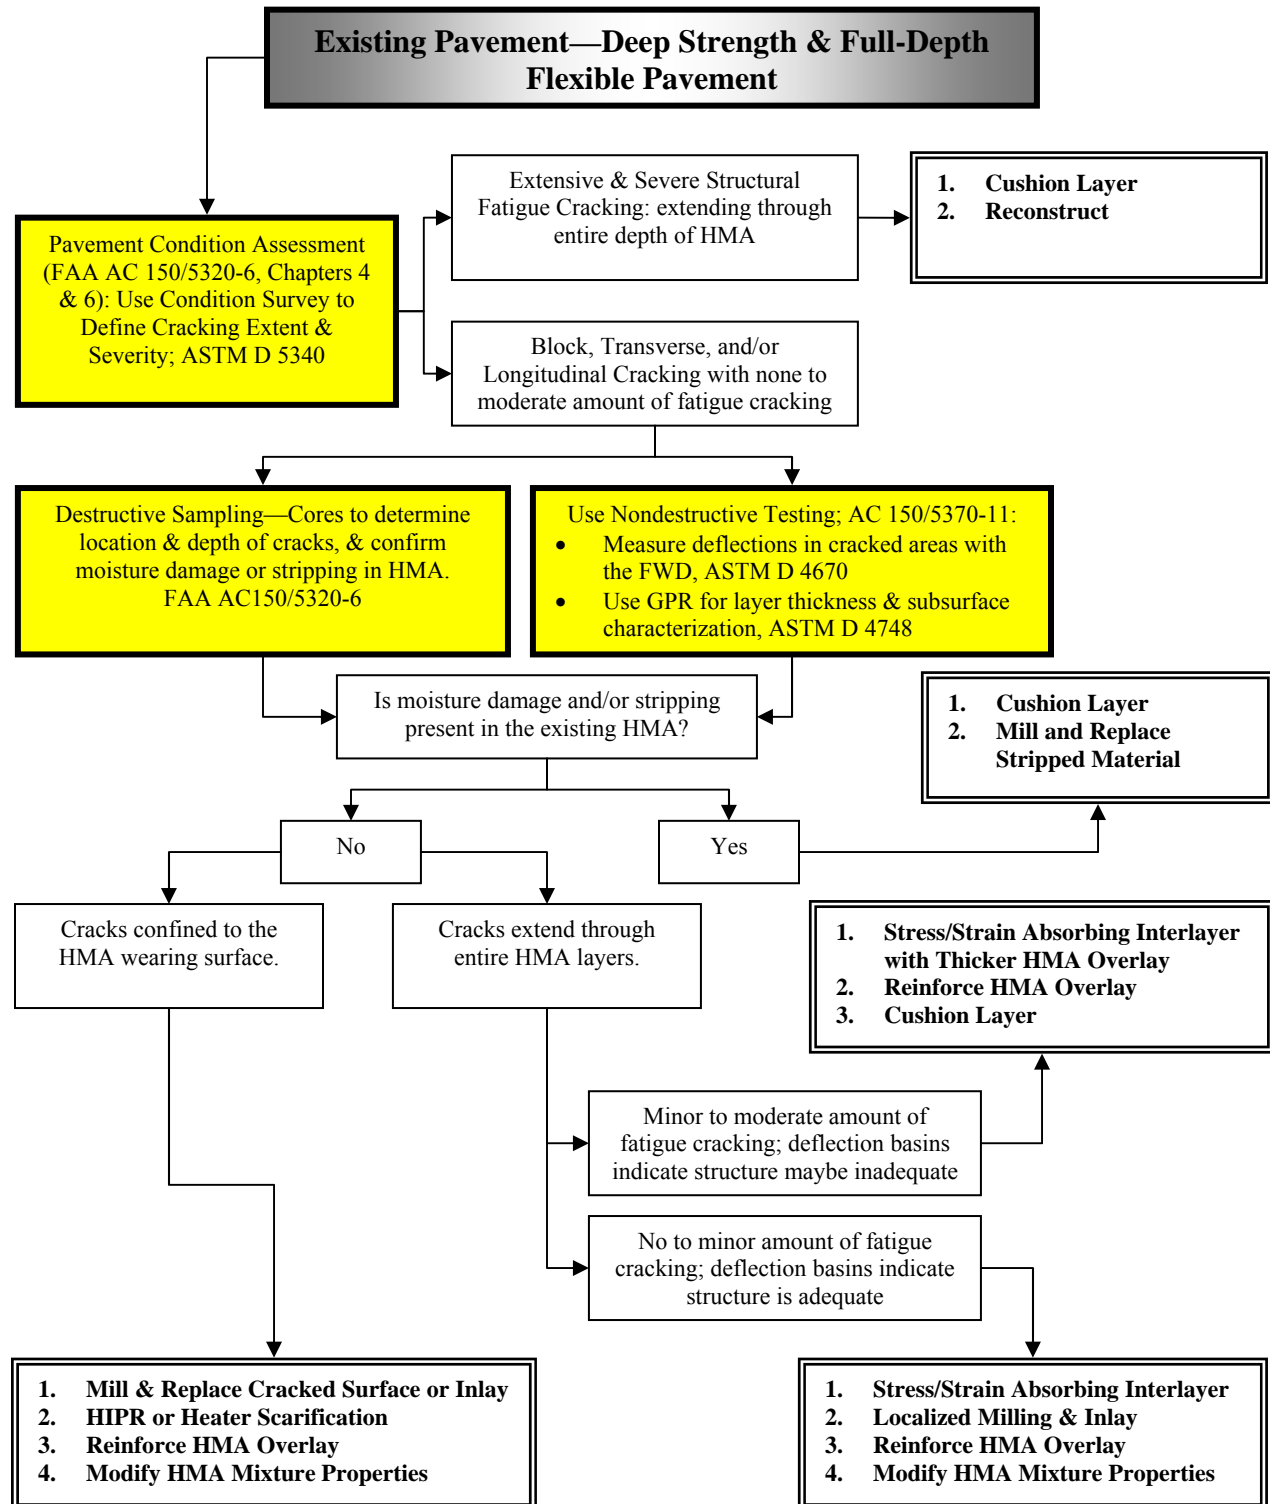 Existing Pavement—Deep Strength & Full-Depth
Flexible Pavement
Extensive & Severe Structural
Fatigue Cracking: extending through
entire depth of HMA
1. Cushion Layer
2. Reconstruct
Pavement Condition Assessment
(FAA AC 150/5320-6, Chapters 4
& 6): Use Condition Survey to
Define Cracking Extent &
Severity; ASTM D 5340
Block, Transverse, and/or
Longitudinal Cracking with none to
moderate amount of fatigue cracking
Destructive Sampling—Cores to determine
location & depth of cracks, & confirm
moisture damage or stripping in HMA.
FAA AC150/5320-6
Use Nondestructive Testing; AC 150/5370-11:
• Measure deflections in cracked areas with
the FWD, ASTM D 4670
• Use GPR for layer thickness & subsurface
characterization, ASTM D 4748
Is moisture damage and/or stripping
present in the existing HMA?
1. Cushion Layer
2. Mill and Replace
Stripped Material
No
Yes
Cracks confined to the
HMA wearing surface.
Cracks extend through
entire HMA layers.
1. Stress/Strain Absorbing Interlayer
with Thicker HMA Overlay
2. Reinforce HMA Overlay
3. Cushion Layer
Minor to moderate amount of
fatigue cracking; deflection basins
indicate structure maybe inadequate
No to minor amount of fatigue
cracking; deflection basins indicate
structure is adequate
1. Mill & Replace Cracked Surface or Inlay
2. HIPR or Heater Scarification
3. Reinforce HMA Overlay
4. Modify HMA Mixture Properties
1. Stress/Strain Absorbing Interlayer
2. Localized Milling & Inlay
3. Reinforce HMA Overlay
4. Modify HMA Mixture Properties